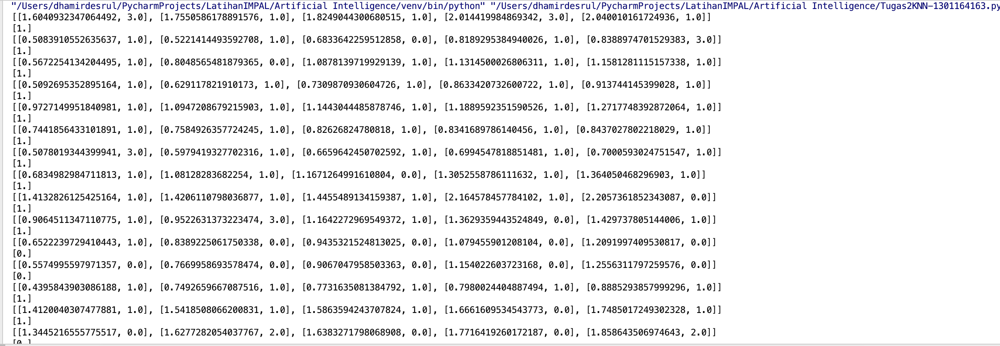 "/Users/dhamirdesrul/PycharmProjects/LatihanIMPAL/Artificial Intelligence/venv/bin/python" "/Users/dhamirdesrul/PycharmProjects/LatihanIMPAL/Artificial Intelligence/Tugas2KNN-1301164163.py
[[1.6040932347064492, 3.0], [1.7550586178891576, 1.0], [1.8249044300680515, 1.0], [2.014419984869342, 3.0], [2.040010161724936, 1.0]]
[1.]
[[0.5083910552635637, 1.0], [0.5221414493592708, 1.0], [0.6833642259512858, 0.0], [0.8189295384940026, 1.0], [0.8388974701529383, 3.0]]
[1.]
[[0.5672254134204495, 1.0], [0.8048565481879365, 0.0], [1.0878139719929139, 1.0], [1.1314500026806311, 1.0], [1.1581281115157338, 1.0]]
[1.]
[[0.5092695352895164, 1.0], [0.629117821910173, 1.0], [0.7309870930604726, 1.0], [0.8633420732600722, 1.0], [0.913744145399028, 1.0]]
[1.]
[[0.9727149951840981, 1.0], [1.0947208679215903, 1.0], [1.1443044485878746, 1.0], [1.1889592351590526, 1.0], [1.2717748392872064, 1.0]]
[1.]
[[0.7441856433101891, 1.0], [0.7584926357724245, 1.0], [0.82626824780818, 1.0], [0.8341689786140456, 1.0], [0.8437027802218029, 1.0]]
[1.]
[[0.5078019344399941, 3.0], [0.5979419327702316, 1.0], [0.6659642450702592, 1.0], [0.6994547818851481, 1.0], [0.7000593024751547, 1.0]]
[1.]
[[0.6834982984711813, 1.0], [1.08128283682254, 1.0], [1.1671264991610804, 0.0], [1.3052558786111632, 1.0], [1.364050468296903, 1.0]]
[1.]
[[1.4132826125425164, 1.0], [1.4206110798036877, 1.0], [1.4455489134159387, 1.0], [2.164578457784102, 1.0], [2.2057361852343087, 0.0]]
[1.]
[[0.9064511347110775, 1.0], [0.9522631373223474, 3.0], [1.1642272969549372, 1.0], [1.3629359443524849, 0.0], [1.429737805144006, 1.0]]
[1.]
[[0.6522239729410443, 1.0], [0.8389225061750338, 0.0], [0.9435321524813025, 0.0], [1.079455901208104, 0.0], [1.2091997409530817, 0.0]]
[0.]
[[0.5574995597971357, 0.0], [0.7669958693578474, 0.0], [0.9067047958503363, 0.0], [1.154022603723168, 0.0], [1.2556311797259576, 0.0]]
[0.]
[[0.4395843903086188, 1.0], [0.7492659667087516, 1.0], [0.7731635081384792, 1.0], [0.7980024404887494, 1.0], [0.8885293857999296, 1.0]]
[1.]
[[1.4120040307477881, 1.0], [1.5418508066200831, 1.0], [1.5863594243707824, 1.0], [1.6661609534543773, 0.0], [1.7485017249302328, 1.0]]
[1.]
[[1.3445216555775517, 0.0], [1.6277282054037767, 2.0], [1.6383271798068908, 0.0], [1.7716419260172187, 0.0], [1.858643506974643, 2.0]]
[0.]